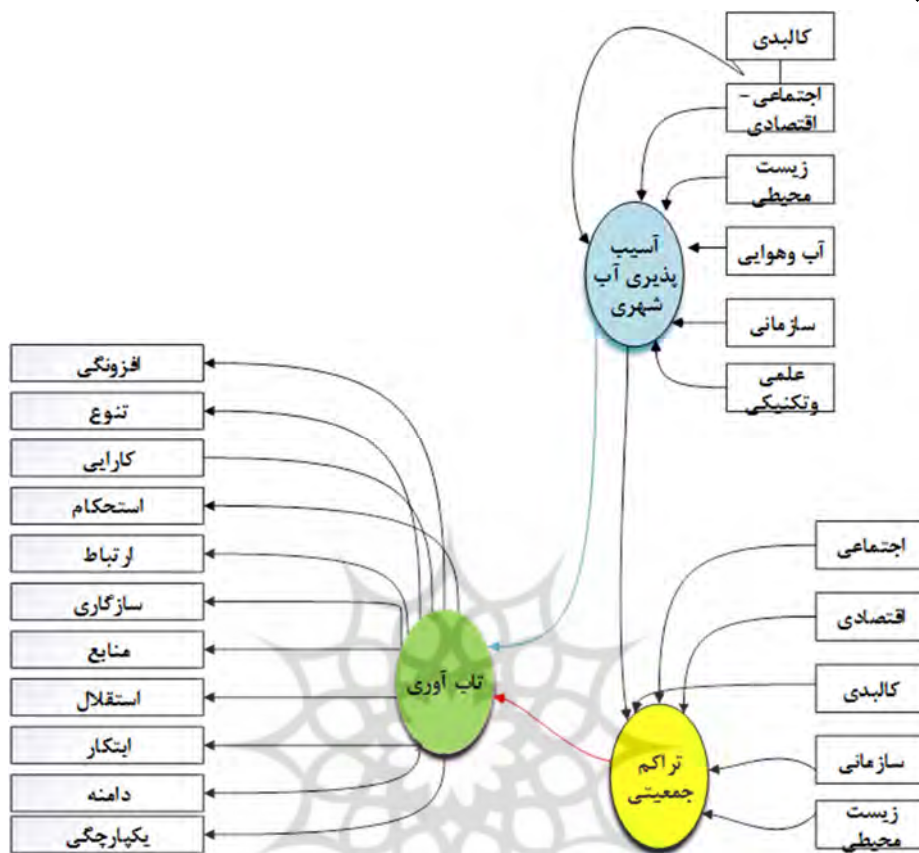 کالبدی
اجتماعی -
اقتصادی
زیست
محیطی
آب وهوایی
سازمانی
علمی
وتکنیکی
آسیب
پذیری آب
شهری
افزونگی
تنوع
کارایی
استحکام
ارتباط
سازگاری
منابع
استقلال
ابتکار
دامنه
یکپارچگی
تاب آوری
اجتماعی
اقتصادی
کالبدی
سازمانی
زیست
محیطی
تراکم
جمعیتی